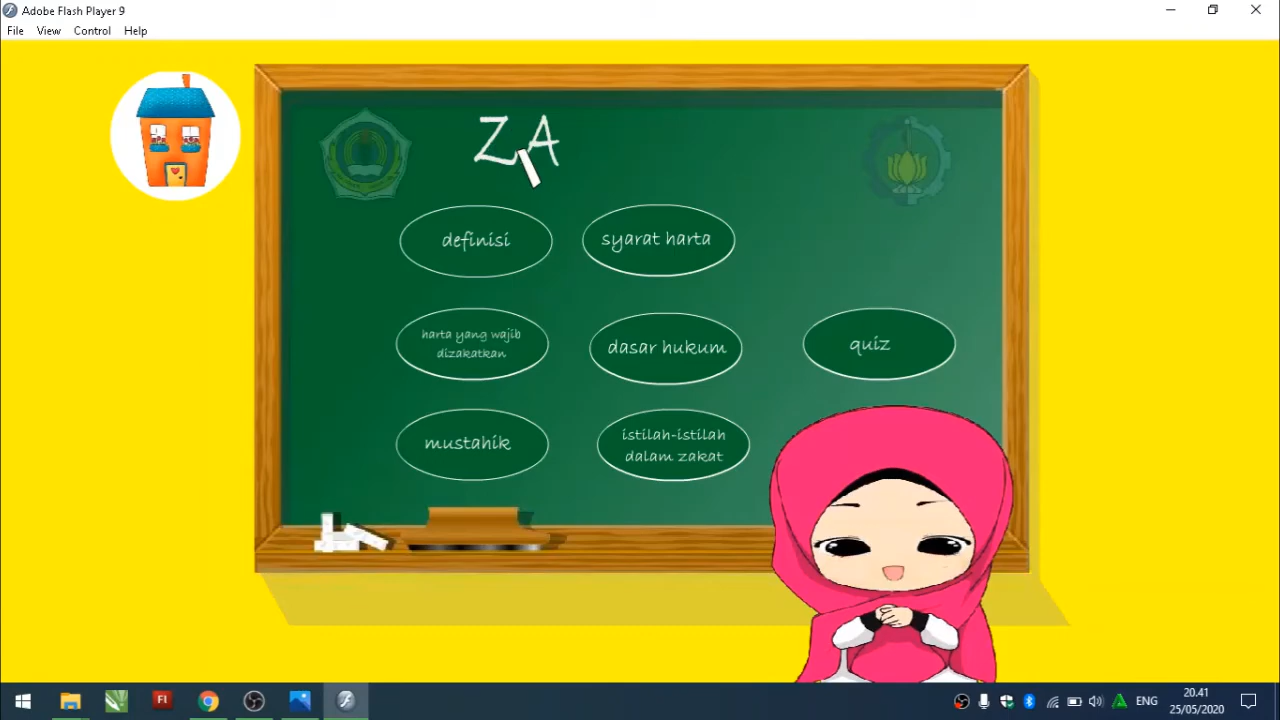 Adobe Flash Player 9
File View Control Help
ZA
definisi
syarat harta
harta yang wajib
dizakatkan
dasar hukum
quiz
mustahik
istilah-istilah
dalam zakat
Fl
ENG
20.41
25/05/2020